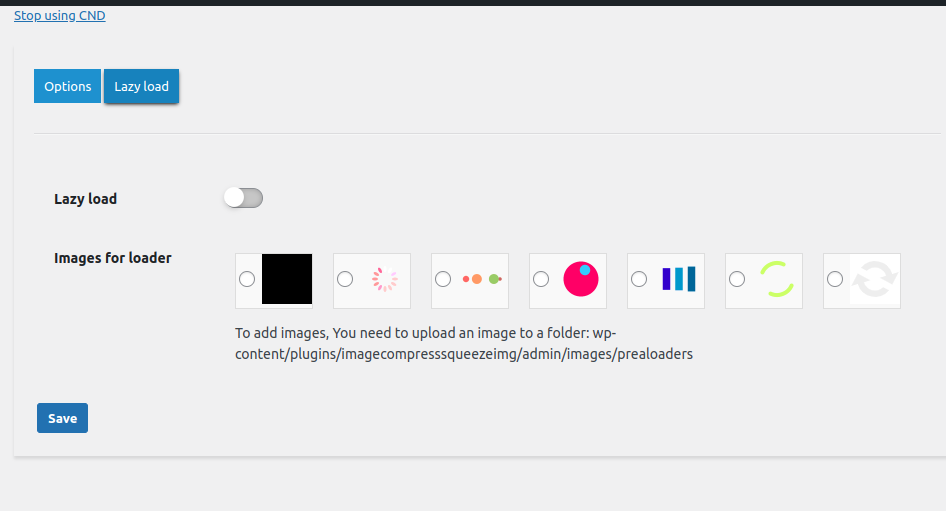 Stop using CND
Options
Lazy load
Lazy load
Images for loader
To add images, You need to upload an image to a folder: wp-
content/plugins/imagecompresssqueezeimg/admin/images/prealoaders
Save